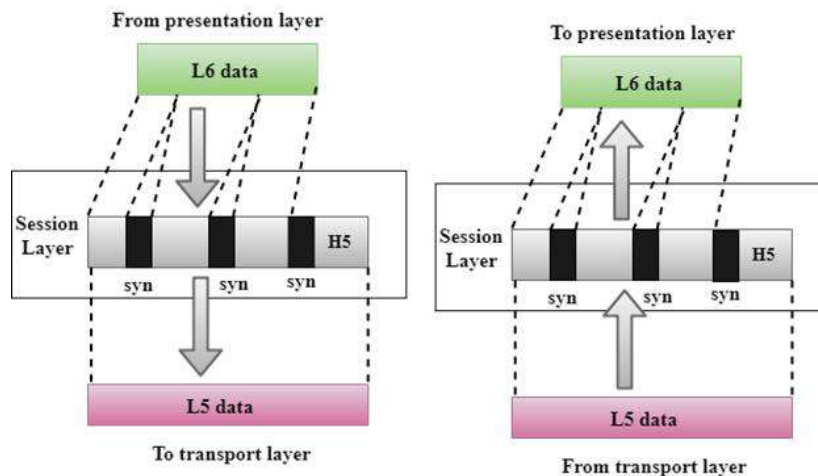 From presentation layer
L6 data
Session
Layer
H5
syn
syn
syn
L5 data
To transport layer
To presentation layer
L6 data
Session
Layer
H5
syn
syn
syn
L5 data
From transport layer